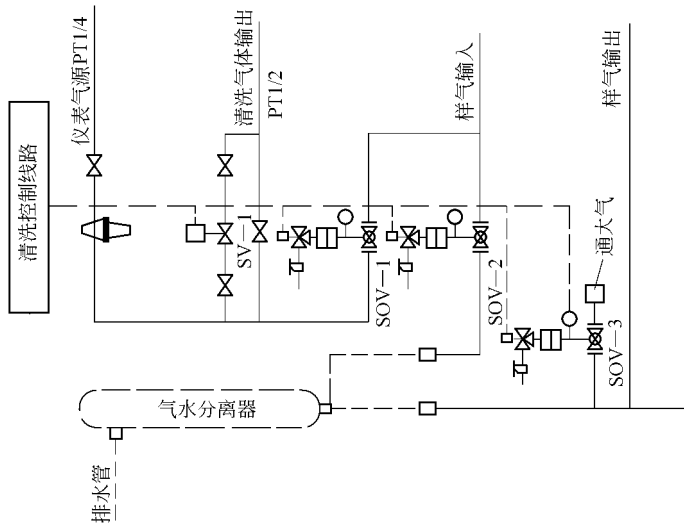 清洗控制线路
仪表气源PT1/4
清洗气体输出
PT1/2
样气输入
样气输出
SV—1
SOV—1
SOV—2
SOV—3
通大气
气水分离器
排水管